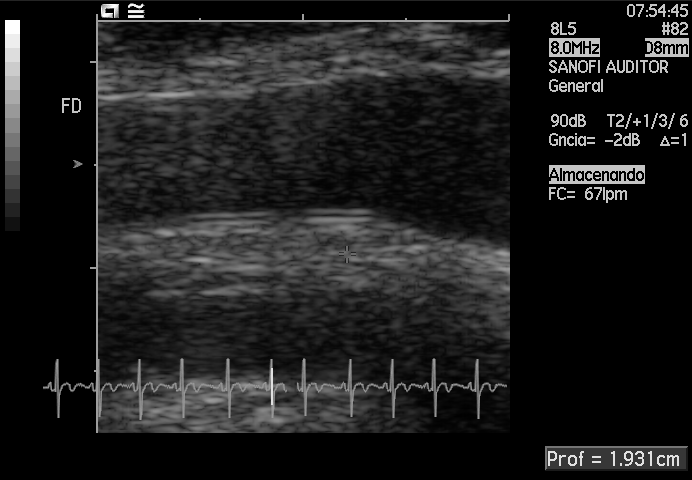 07:54:45
8L5 #82
8.0MHz D8mm
SANOFI AUDITOR
General
FD
90dB T2/+1/3/ 6
Gncia= -2dB Δ=1
Almacenando
FC= 67lpm
Prof = 1.931cm